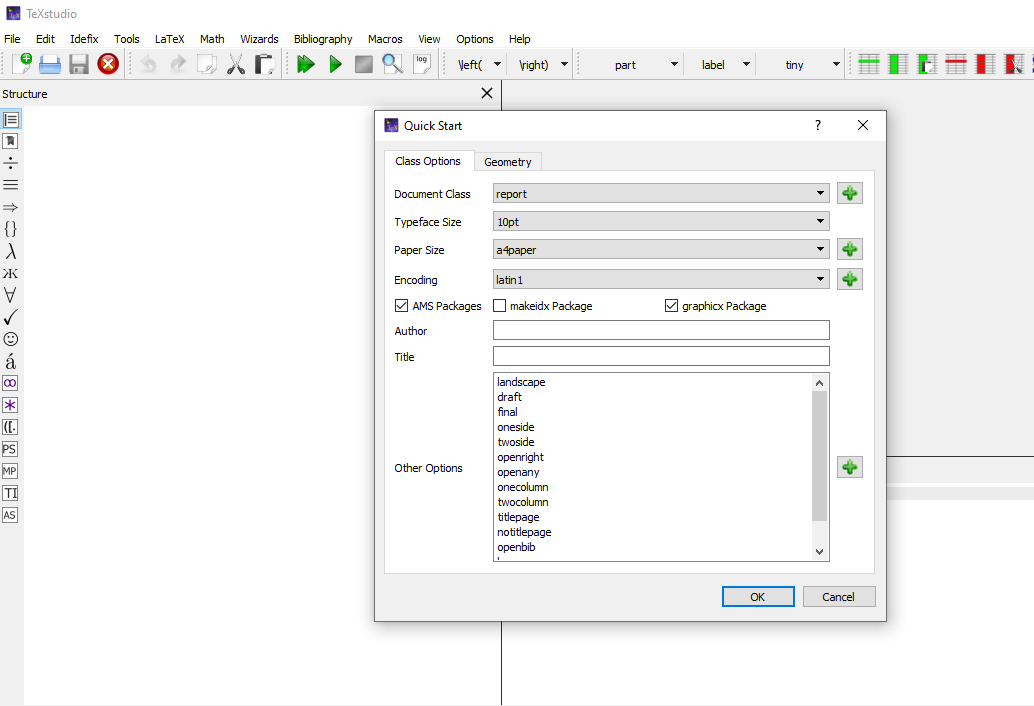 TeXstudio
File Edit Idefix Tools LaTeX Math Wizards Bibliography Macros View Options Help
log \left( \right) part label tiny
Structure
Quick Start ?
Class Options Geometry
Document Class report
Typeface Size 10pt
Paper Size a4paper
Encoding latin1
AMS Packages makeidx Package graphicx Package
Author
Title
landscape
draft
final
oneside
twoside
openright
Other Options
openany
onecolumn
twocolumn
titlepage
notitlepage
openbib
OK Cancel
{}
λ
ж
∀
á
∞
*
([.
PS
MP
TI
AS